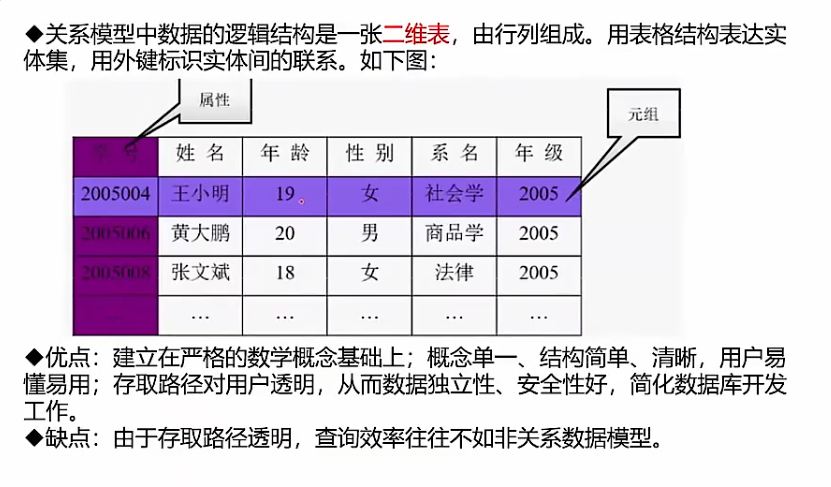 ◆关系模型中数据的逻辑结构是一张二维表，由行列组成。用表格结构表达实
体集，用外键标识实体间的联系。如下图：
属性
元组
学 号 姓 名 年 龄 性 别 系 名 年 级
2005004 王小明 19 女 社会学 2005
2005006 黄大鹏 20 男 商品学 2005
2005008 张文斌 18 女 法律 2005
… … … … … …
◆优点：建立在严格的数学概念基础上；概念单一、结构简单、清晰，用户易
懂易用；存取路径对用户透明，从而数据独立性、安全性好，简化数据库开发
工作。
◆缺点：由于存取路径透明，查询效率往往不如非关系数据模型。